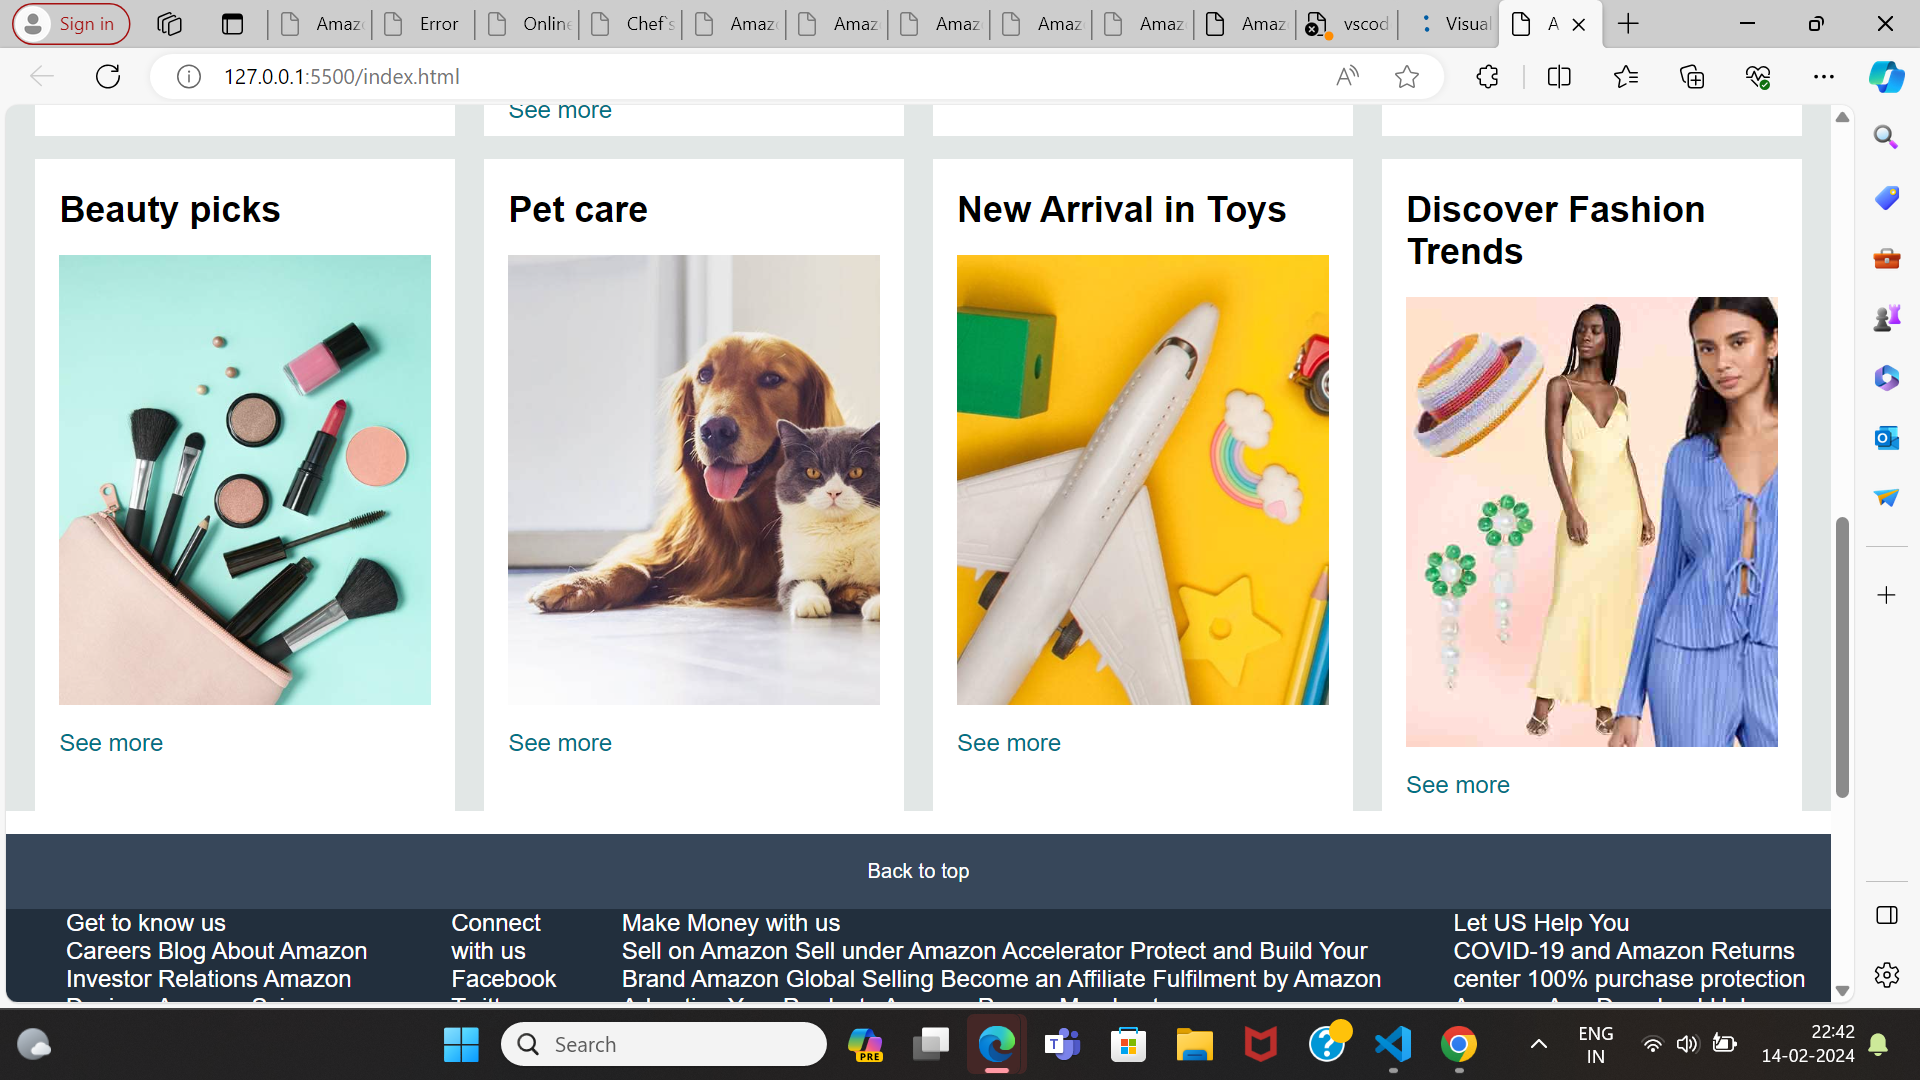 Sign in
Amaz
Error
Online
Chef's
Amaz
Amaz
Amaz
Amaz
Amaz
Amaz
vscod
Visual
A
127.0.0.1:5500/index.html
See more
Beauty picks
Pet care
New Arrival in Toys
Discover Fashion
Trends
See more
See more
See more
See more
Back to top
Get to know us
Careers Blog About Amazon
Investor Relations Amazon
Connect
with us
Facebook
Make Money with us
Sell on Amazon Sell under Amazon Accelerator Protect and Build Your
Brand Amazon Global Selling Become an Affiliate Fulfilment by Amazon
Let US Help You
COVID-19 and Amazon Returns
center 100% purchase protection
Search
PRE
ENG
IN
22:42
14-02-2024